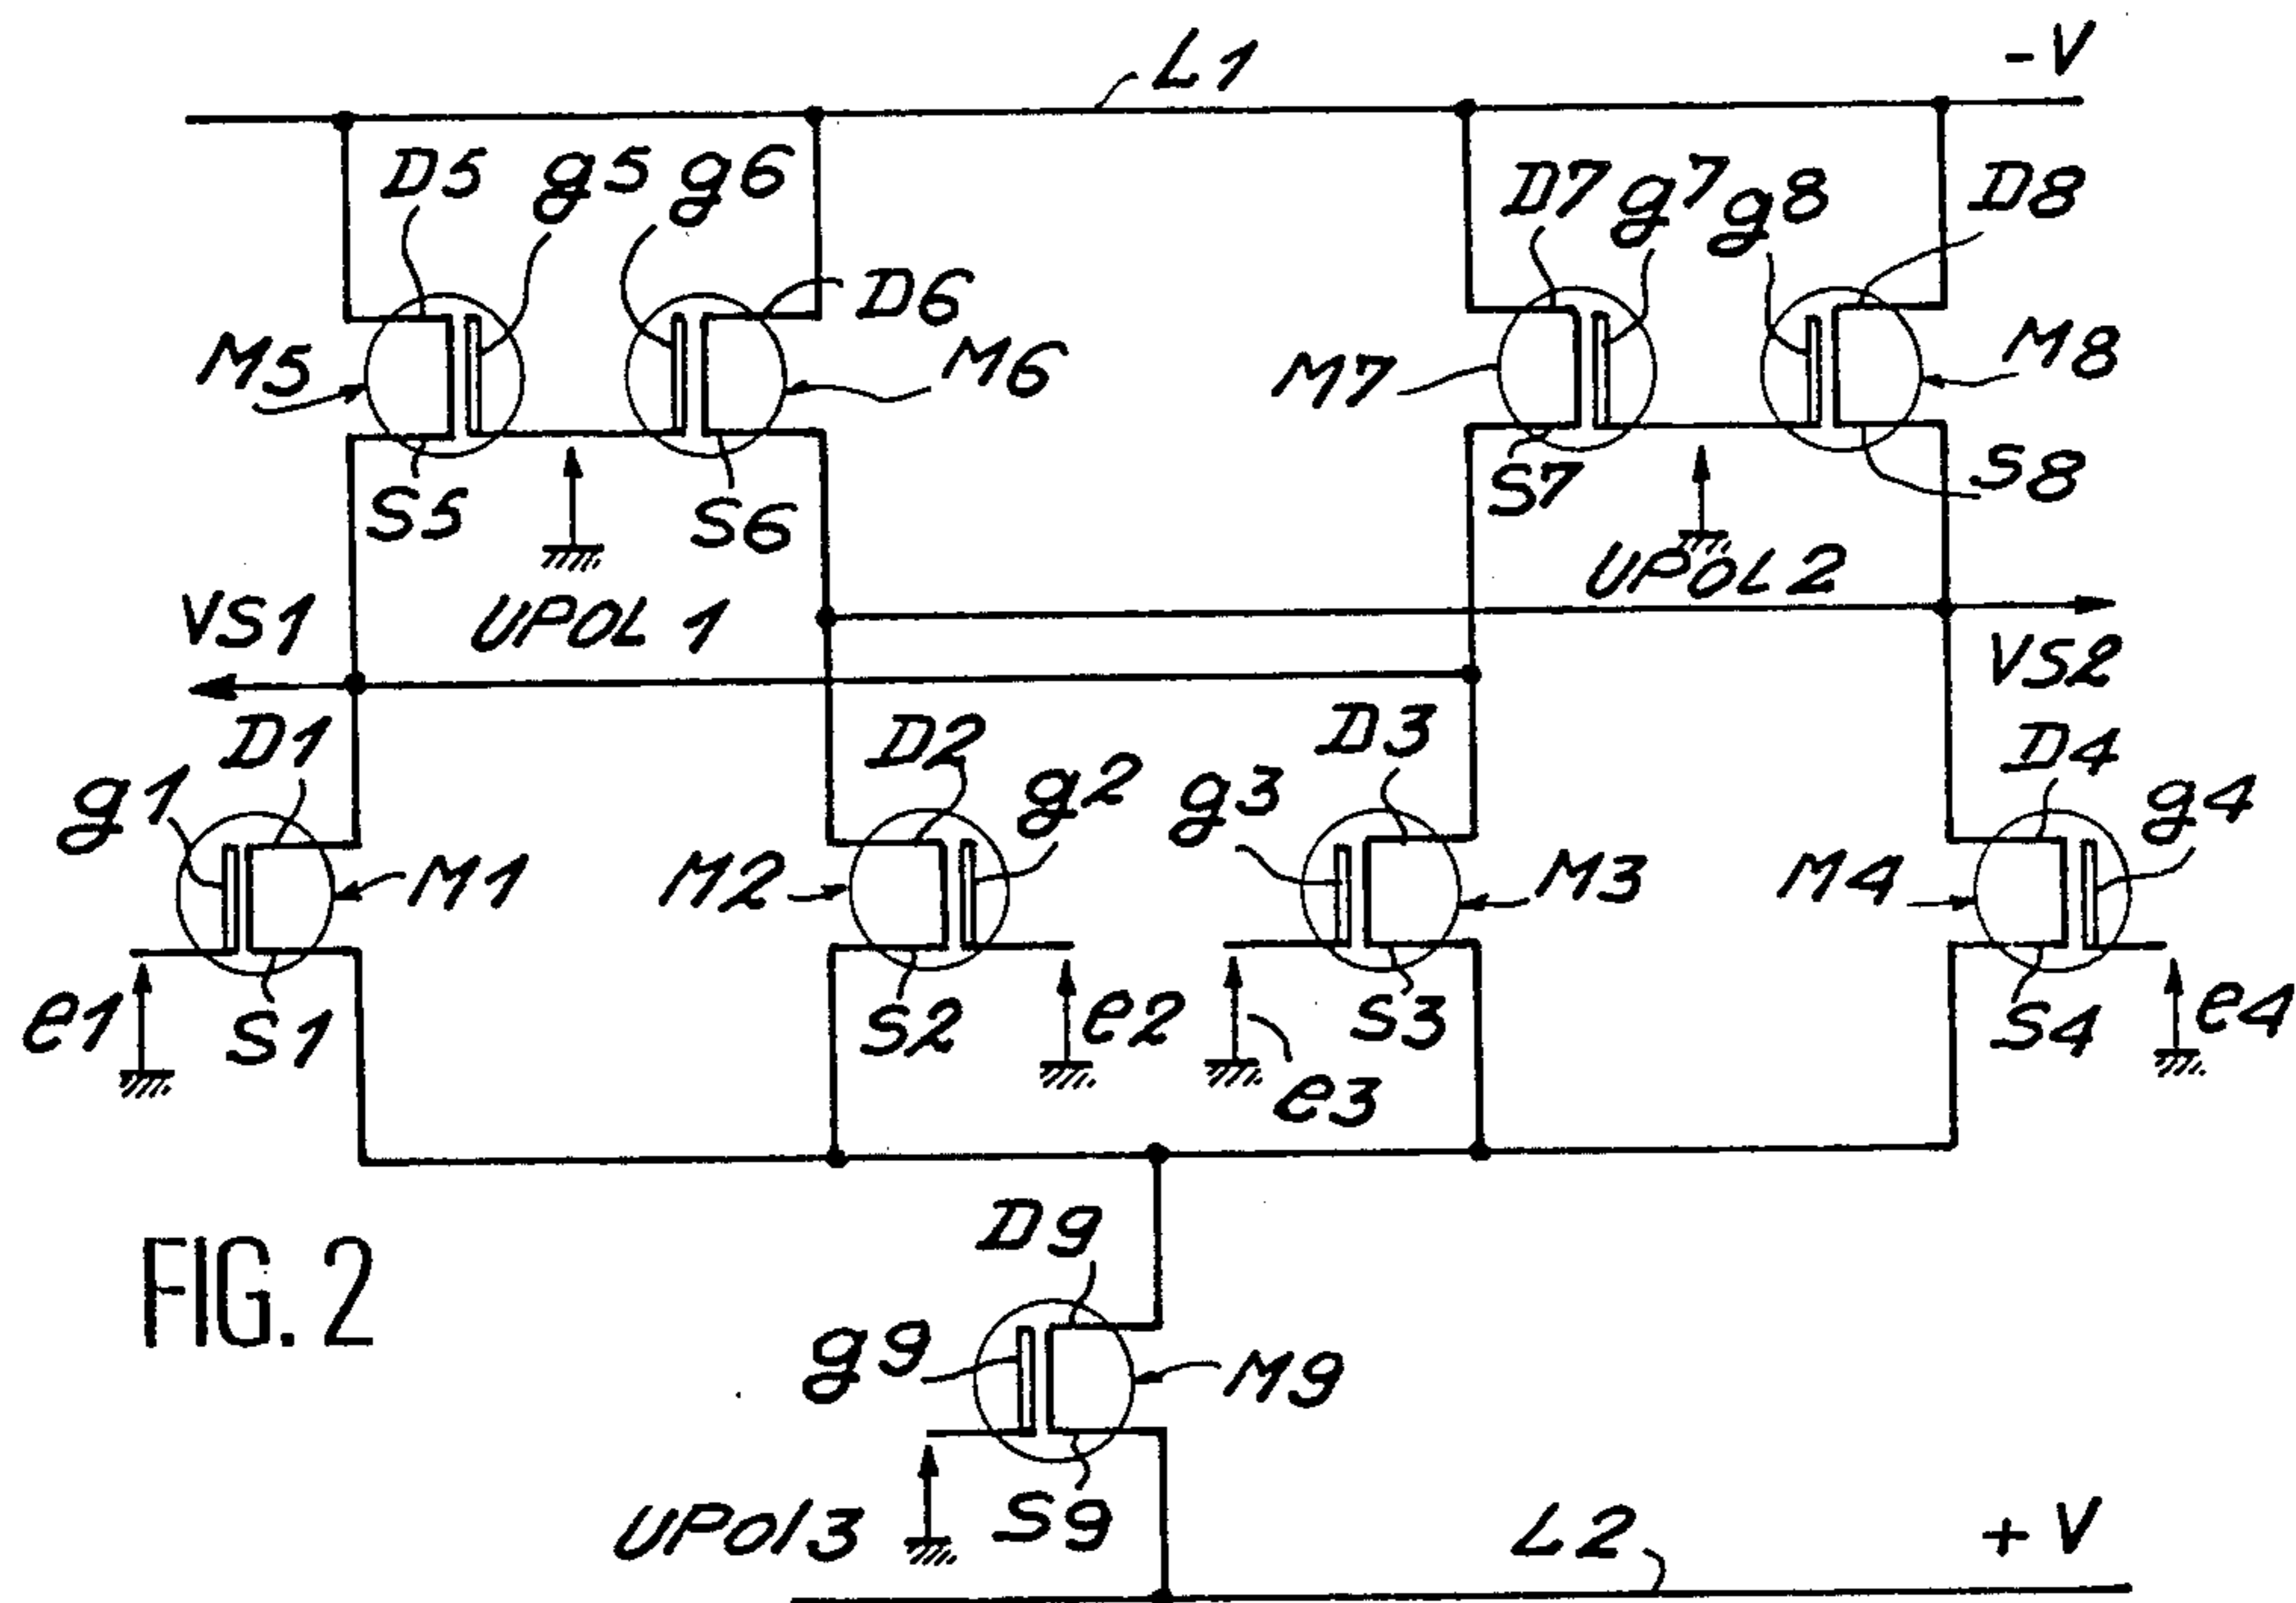 L1
-V
D5 g5 g6
D7 g7 g8 D8
D6
M5
M6
M7
M8
S5
S6
S7
S8
VS1
UPOL 1
UPOL 2
VS2
D1
D2
D3
D4
g1
g2
g3
g4
M1
M2
M3
M4
e1
S1
S2
e2
S3
e3
S4
e4
D9
FIG. 2
g9
M9
UPol3
S9
L2
+V